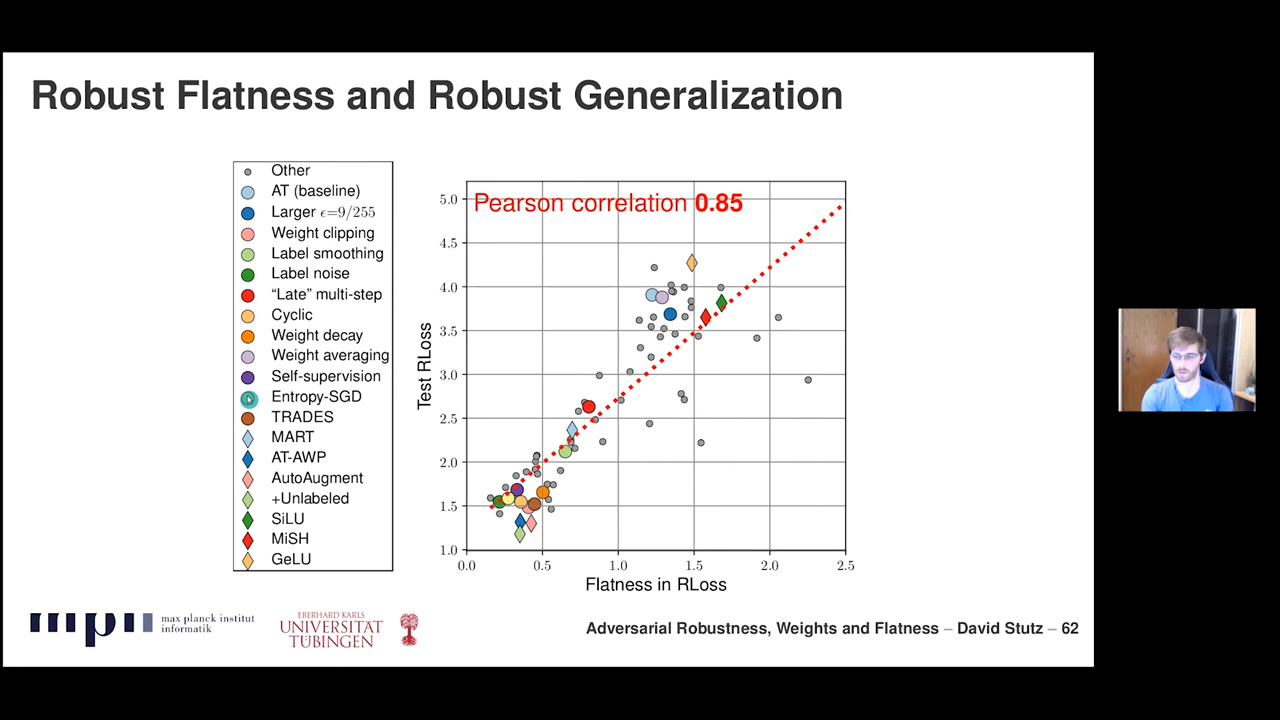 Robust Flatness and Robust Generalization
Other
AT (baseline)
Larger ϵ=9/255
Weight clipping
Label smoothing
Label noise
“Late” multi-step
Cyclic
Weight decay
Weight averaging
Self-supervision
Entropy-SGD
TRADES
MART
AT-AWP
AutoAugment
+Unlabeled
SiLU
MiSH
GeLU
Pearson correlation 0.85
5.0
4.5
4.0
3.5
3.0
2.5
2.0
1.5
1.0
Test RLoss
0.0 0.5 1.0 1.5 2.0 2.5
Flatness in RLoss
max planck institut
informatik
EBERHARD KARLS
UNIVERSITÄT
TÜBINGEN
Adversarial Robustness, Weights and Flatness – David Stutz – 62